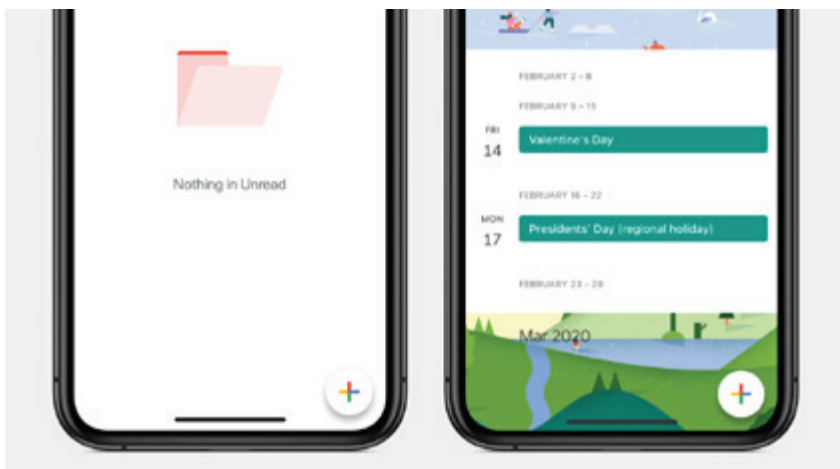 Nothing in Unread
FEBRUARY 2 – 8
FEBRUARY 9 – 15
FRI
14
Valentine's Day
FEBRUARY 16 – 22
MON
17
Presidents' Day (regional holiday)
FEBRUARY 23 – 29
Mar 2020